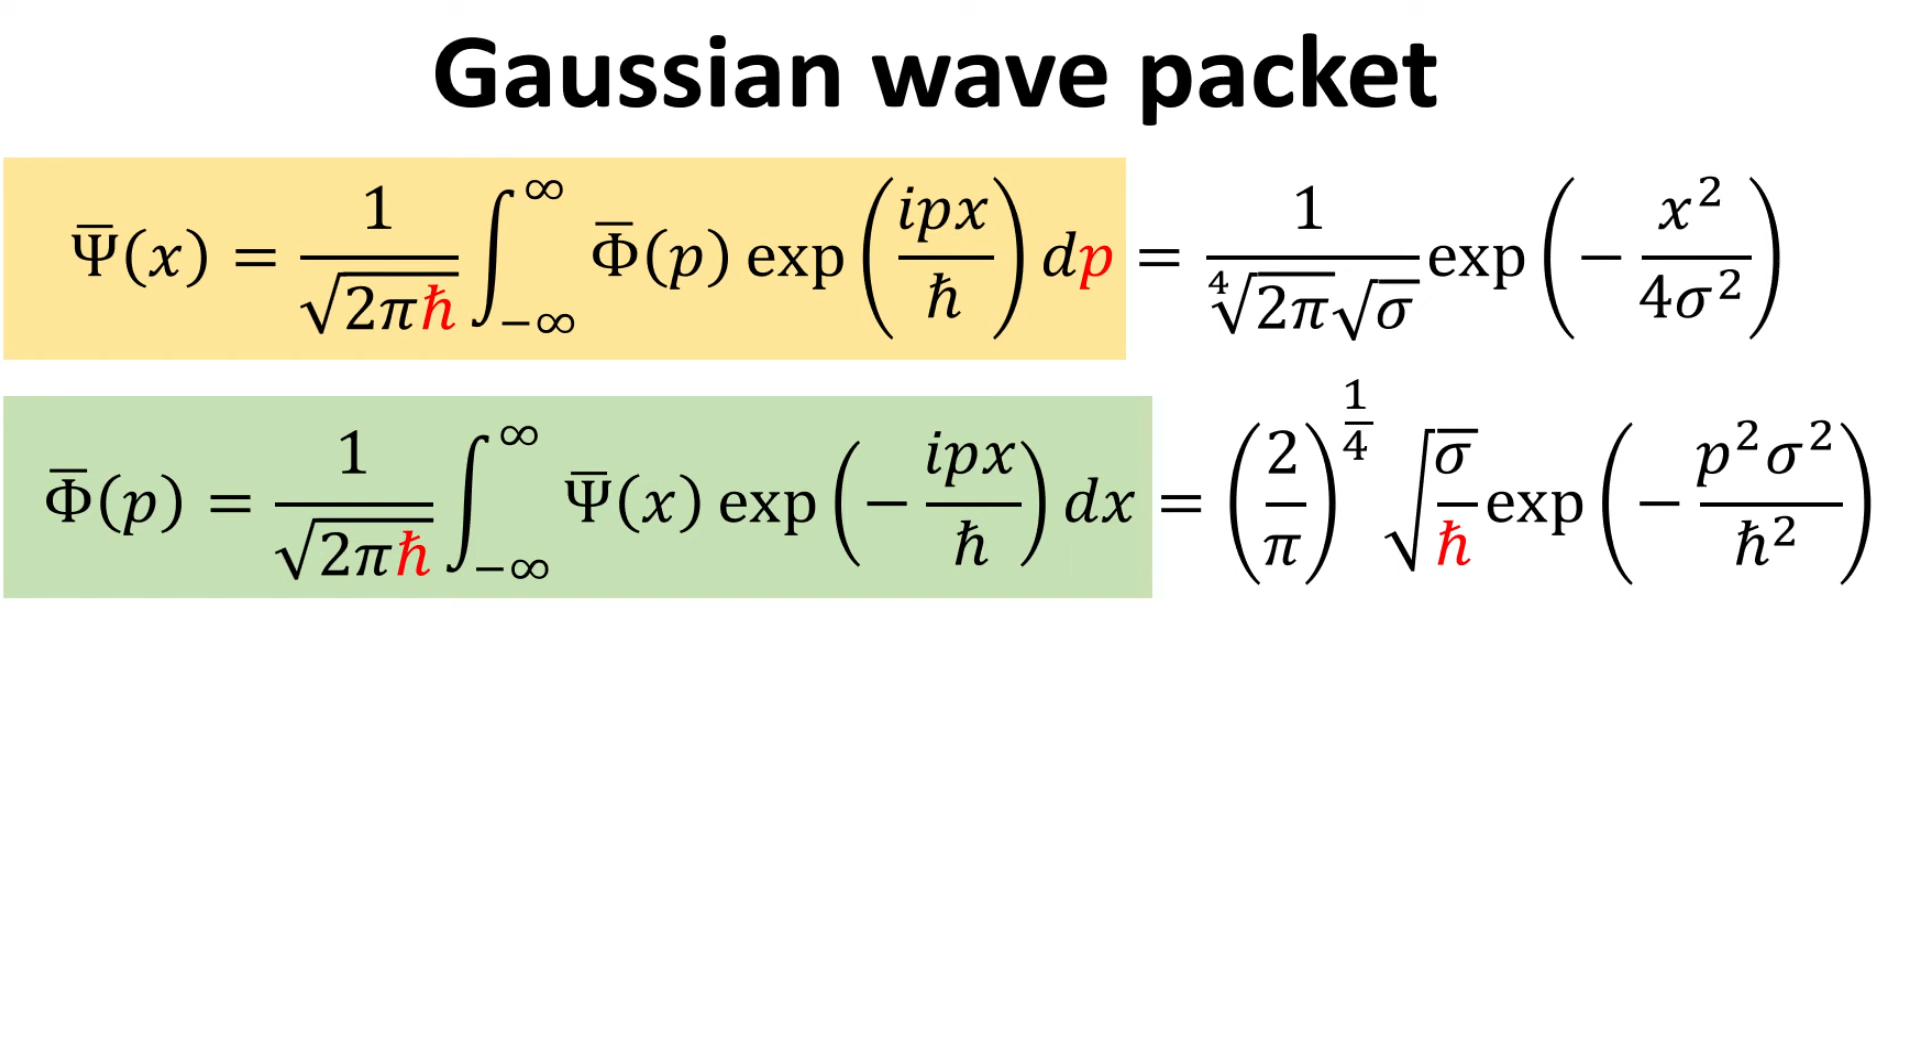 Gaussian wave packet
Ψ̅(x) = 1/√(2πħ) ∫_{−∞}^{∞} Φ̅(p) exp(ipx/ħ) dp = 1/(∜(2π)√σ) exp(− x²/4σ²)
Φ̅(p) = 1/√(2πħ) ∫_{−∞}^{∞} Ψ̅(x) exp(− ipx/ħ) dx = (2/π)^{1/4} √(σ/ħ) exp(− p²σ²/ħ²)